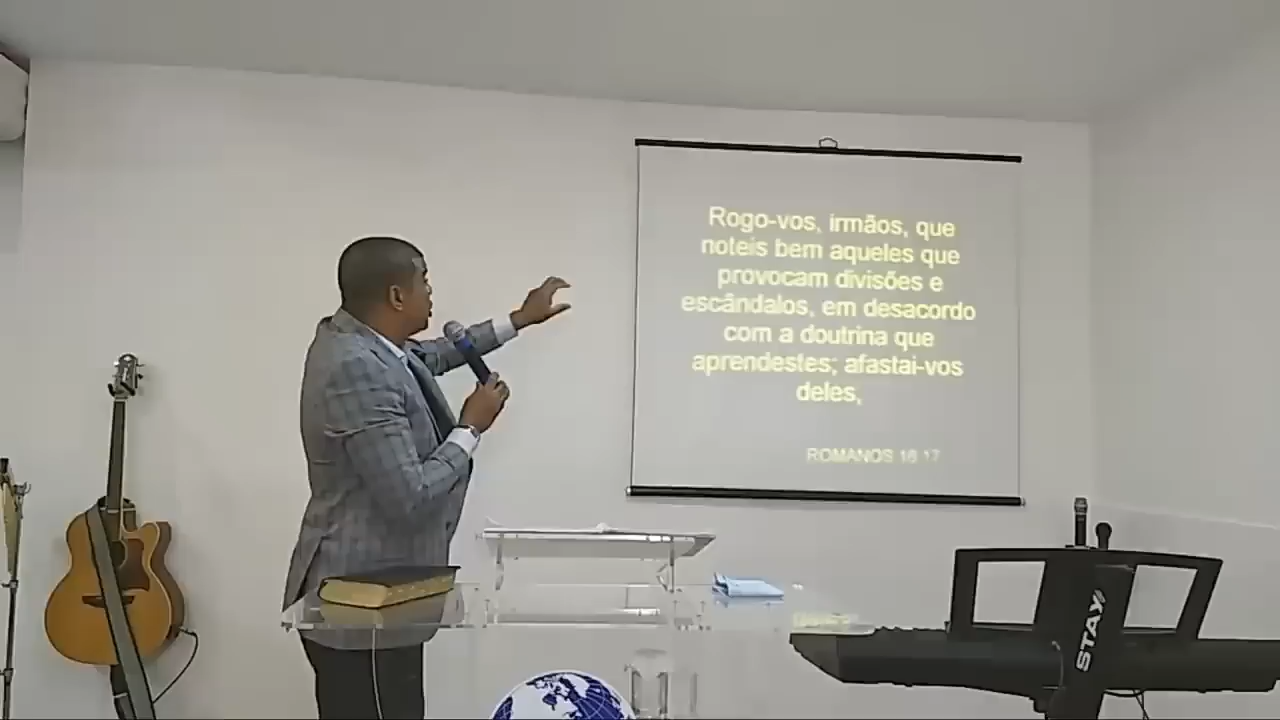 Rogo-vos, irmãos, que
noteis bem aqueles que
provocam divisões e
escândalos, em desacordo
com a doutrina que
aprendestes; afastai-vos
deles,
ROMANOS 16 17
STAY